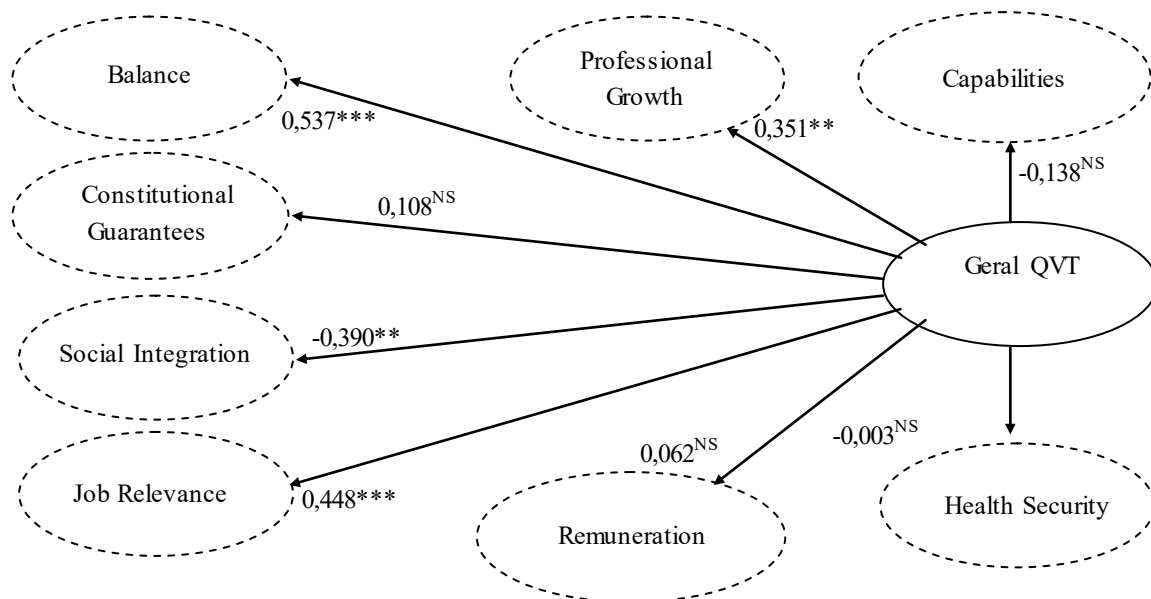 Balance
Professional
Growth
Capabilities
0,537***
0,351**
-0,138NS
Constitutional
Guarantees
0,108NS
Geral QVT
Social Integration
-0,390**
Job Relevance
0,448***
0,062NS
-0,003NS
Remuneration
Health Security